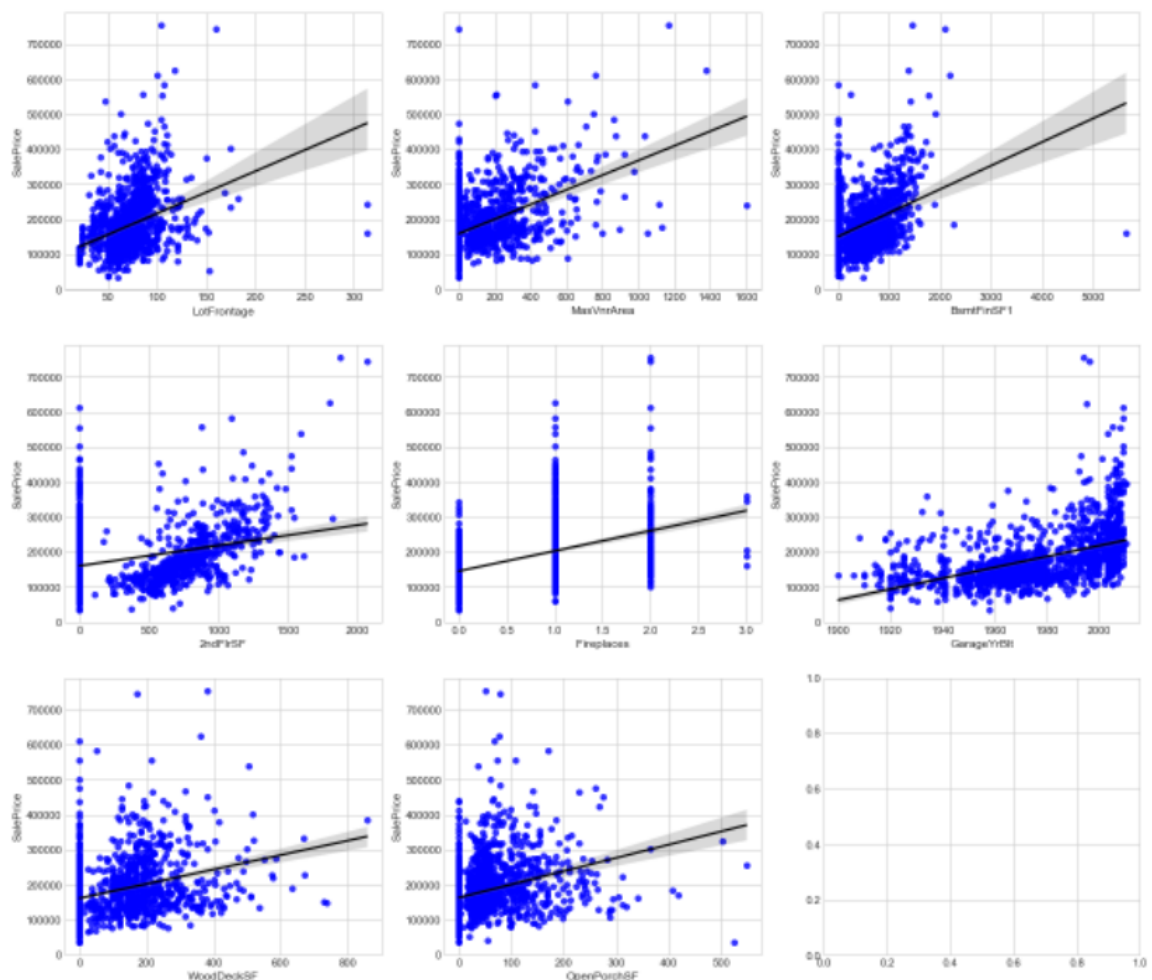 700000
600000
500000
400000
300000
200000
100000
0
SalePrice
50 100 150 200 250 300
LotFrontage
700000
600000
500000
400000
300000
200000
100000
0
SalePrice
0 200 400 600 800 1000 1200 1400 1600
MasVnrArea
700000
600000
500000
400000
300000
200000
100000
0
SalePrice
0 1000 2000 3000 4000 5000
BsmtFinSF1
700000
600000
500000
400000
300000
200000
100000
0
SalePrice
0 500 1000 1500 2000
2ndFlrSF
700000
600000
500000
400000
300000
200000
100000
0
SalePrice
0.0 0.5 1.0 1.5 2.0 2.5 3.0
Fireplaces
700000
600000
500000
400000
300000
200000
100000
0
SalePrice
1900 1920 1940 1960 1980 2000
GarageYrBlt
700000
600000
500000
400000
300000
200000
100000
0
SalePrice
0 200 400 600 800
WoodDeckSF
700000
600000
500000
400000
300000
200000
100000
0
SalePrice
0 100 200 300 400 500
OpenPorchSF
1.0
0.8
0.6
0.4
0.2
0.0
0.0 0.2 0.4 0.6 0.8 1.0